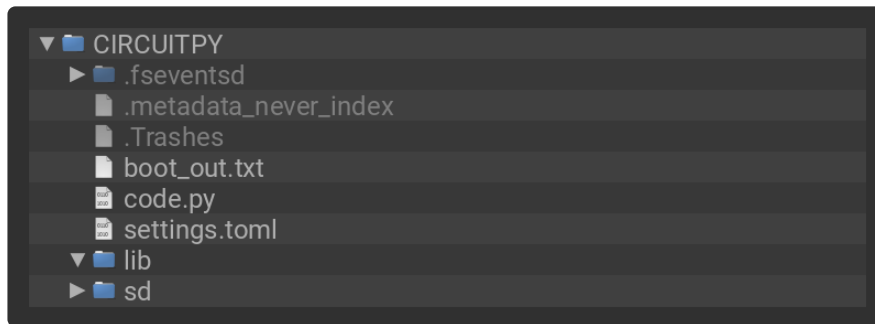 CIRCUITPY
.fseventsd
.metadata_never_index
.Trashes
boot_out.txt
code.py
settings.toml
lib
sd